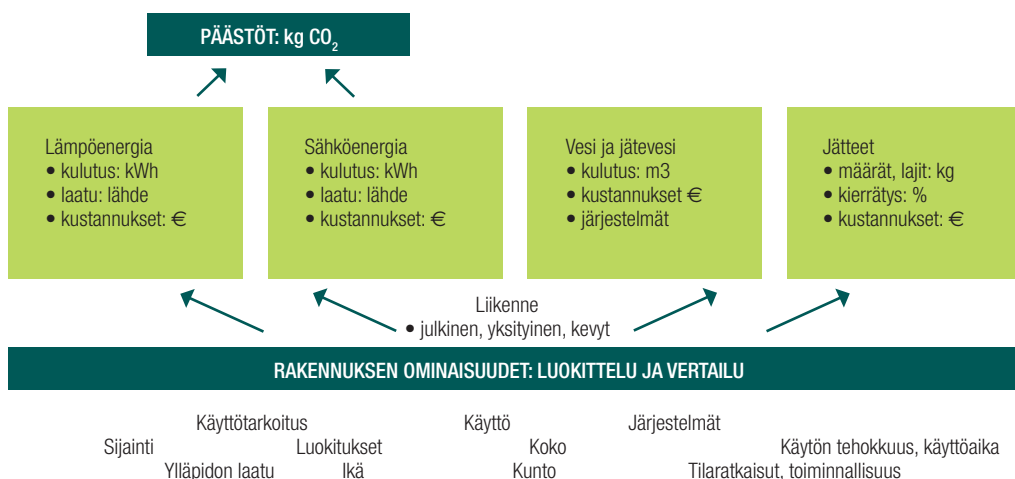 PÄÄSTÖT: kg CO₂
Lämpöenergia
• kulutus: kWh
• laatu: lähde
• kustannukset: €
Sähköenergia
• kulutus: kWh
• laatu: lähde
• kustannukset: €
Vesi ja jätevesi
• kulutus: m3
• kustannukset €
• järjestelmät
Jätteet
• määrät, lajit: kg
• kierrätys: %
• kustannukset: €
Liikenne
• julkinen, yksityinen, kevyt
RAKENNUKSEN OMINAISUUDET: LUOKITTELU JA VERTAILU
Käyttötarkoitus Käyttö Järjestelmät
Sijainti Luokitukset Koko Käytön tehokkuus, käyttöaika
Ylläpidon laatu Ikä Kunto Tilaratkaisut, toiminnallisuus